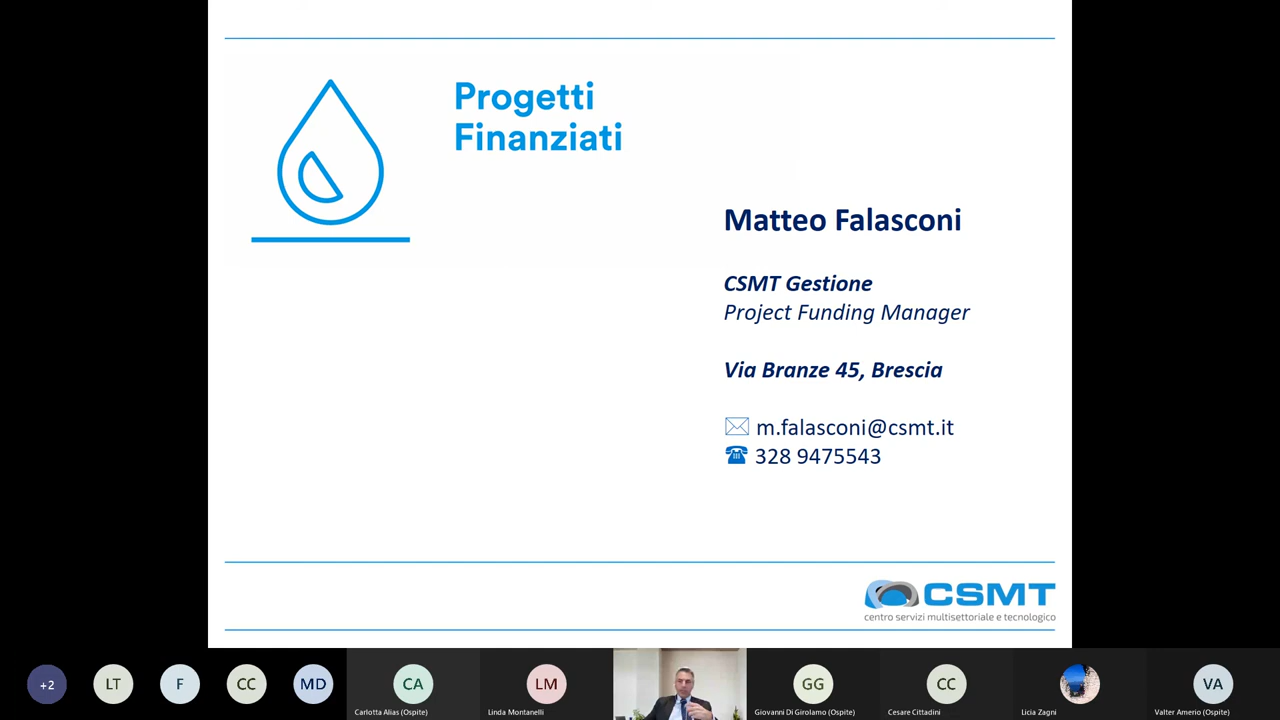 Progetti
Finanziati
Matteo Falasconi
CSMT Gestione
Project Funding Manager
Via Branze 45, Brescia
m.falasconi@csmt.it
328 9475543
CSMT
centro servizi multisettoriale e tecnologico
+2
LT
F
CC
MD
CA
LM
GG
CC
VA
Carlotta Alias (Ospite)
Linda Montanelli
Giovanni Di Girolamo (Ospite)
Cesare Cittadini
Licia Zagni
Valter Amerio (Ospite)